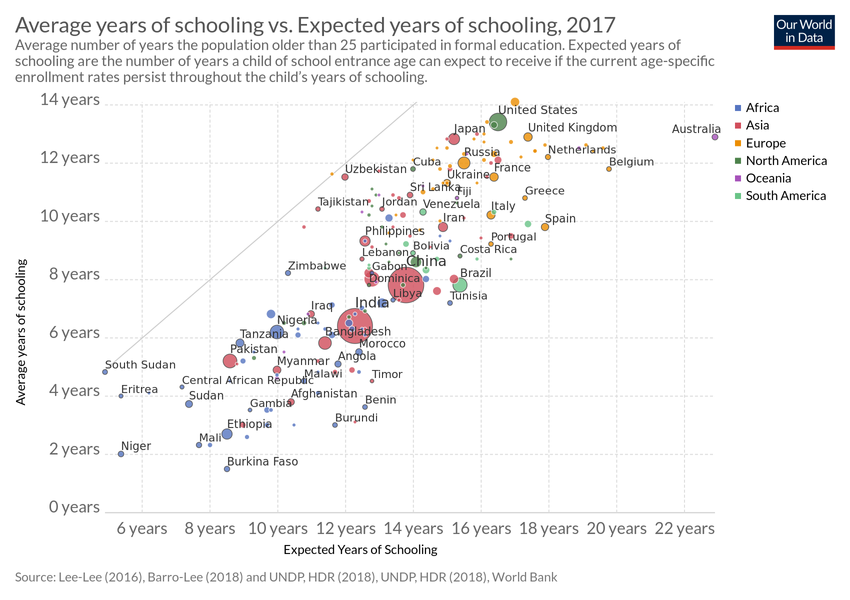 Average years of schooling vs. Expected years of schooling, 2017
Our World
in Data
Average number of years the population older than 25 participated in formal education. Expected years of
schooling are the number of years a child of school entrance age can expect to receive if the current age-specific
enrollment rates persist throughout the child's years of schooling.
14 years
12 years
10 years
8 years
6 years
4 years
2 years
0 years
Average years of schooling
United States
Japan
United Kingdom
Australia
Netherlands
Russia
Cuba
France
Belgium
Uzbekistan
Ukraine
Sri Lanka
Fiji
Greece
Tajikistan
Jordan
Venezuela
Italy
Iran
Spain
Philippines
Portugal
Bolivia
Costa Rica
Lebanon
China
Zimbabwe
Gabon
Dominica
Brazil
Libya
Tunisia
India
Iraq
Nigeria
Tanzania
Bangladesh
Morocco
Pakistan
Angola
South Sudan
Myanmar
Malawi
Timor
Central African Republic
Eritrea
Sudan
Afghanistan
Gambia
Benin
Ethiopia
Burundi
Mali
Niger
Burkina Faso
6 years
8 years
10 years
12 years
14 years
16 years
18 years
20 years
22 years
Expected Years of Schooling
Africa
Asia
Europe
North America
Oceania
South America
Source: Lee-Lee (2016), Barro-Lee (2018) and UNDP, HDR (2018), UNDP, HDR (2018), World Bank